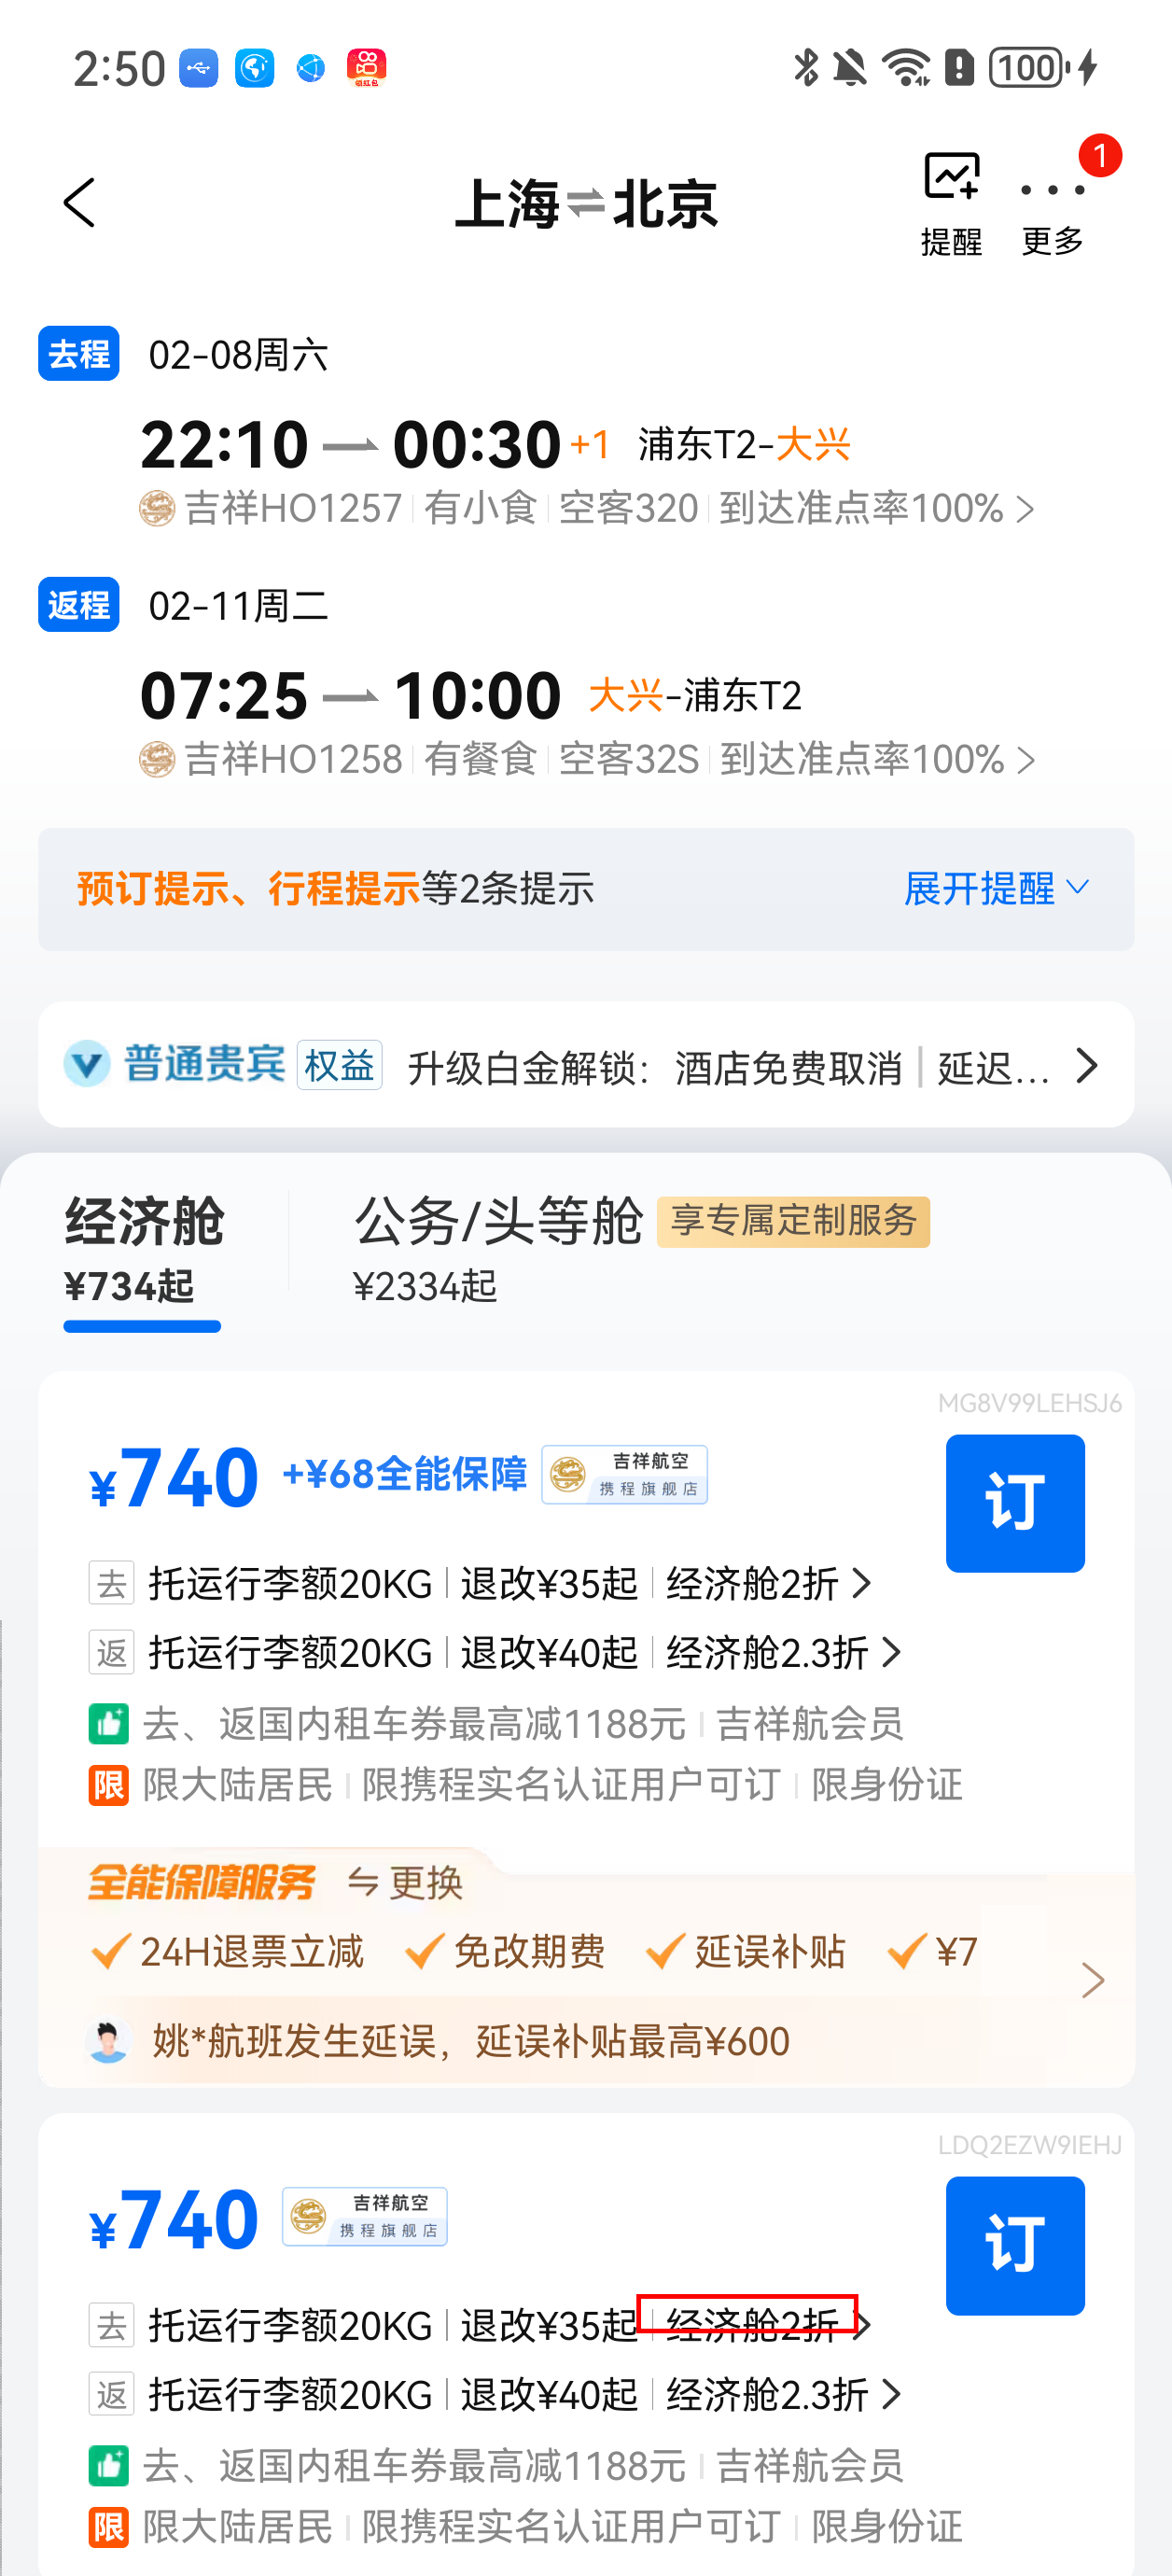 2:50 领红包 100
上海⇌北京
提醒 更多 1
去程 02-08周六
22:10 00:30 +1 浦东T2-大兴
吉祥HO1257 有小食 空客320 到达准点率100%
返程 02-11周二
07:25 10:00 大兴-浦东T2
吉祥HO1258 有餐食 空客32S 到达准点率100%
预订提示、行程提示等2条提示 展开提醒
普通贵宾 权益 升级白金解锁：酒店免费取消 | 延迟...
经济舱 公务/头等舱 享专属定制服务
¥734起 ¥2334起
MG8V99LEHSJ6
¥740 +¥68全能保障 吉祥航空 携程旗舰店 订
去 托运行李额20KG 退改¥35起 经济舱2折
返 托运行李额20KG 退改¥40起 经济舱2.3折
去、返国内租车券最高减1188元 吉祥航会员
限 限大陆居民 限携程实名认证用户可订 限身份证
全能保障服务 更换
24H退票立减 免改期费 延误补贴 ¥7
姚*航班发生延误，延误补贴最高¥600
LDQ2EZW9IEHJ
¥740 吉祥航空 携程旗舰店 订
去 托运行李额20KG 退改¥35起 经济舱2折
返 托运行李额20KG 退改¥40起 经济舱2.3折
去、返国内租车券最高减1188元 吉祥航会员
限 限大陆居民 限携程实名认证用户可订 限身份证